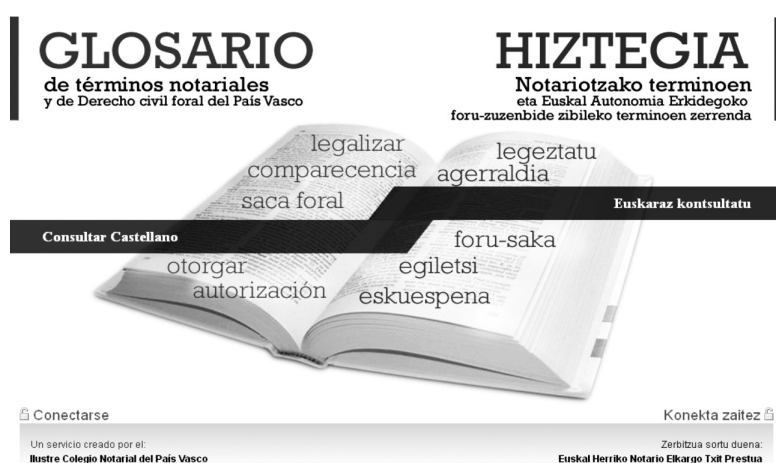 GLOSARIO
de términos notariales
y de Derecho civil foral del País Vasco
HIZTEGIA
Notariotzako terminoen
eta Euskal Autonomia Erkidegoko
foru-zuzenbide zibileko terminoen zerrenda
legalizar
comparecencia
saca foral
legeztatu
agerraldia
Euskaraz kontsultatu
Consultar Castellano
otorgar
autorización
foru-saka
egiletsi
eskuespena
Conectarse
Konekta zaitez
Un servicio creado por el:
Ilustre Colegio Notarial del País Vasco
Zerbitzua sortu duena:
Euskal Herriko Notario Elkargo Txit Prestua